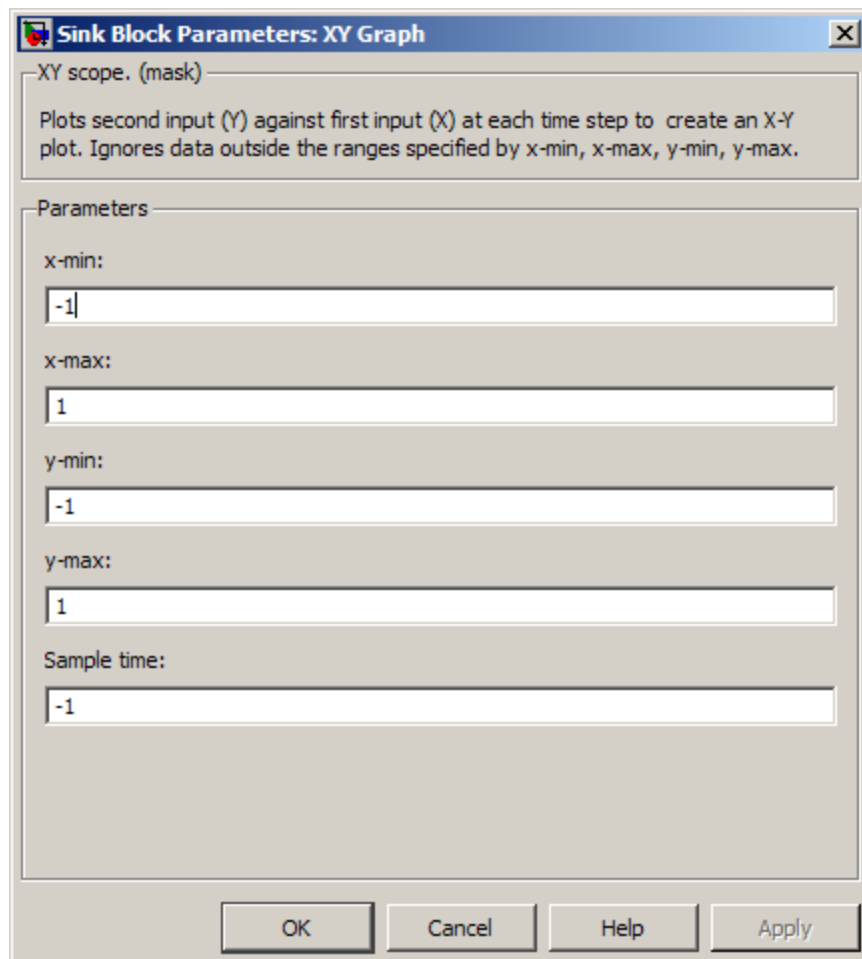 Sink Block Parameters: XY Graph
XY scope. (mask)
Plots second input (Y) against first input (X) at each time step to  create an X-Y
plot. Ignores data outside the ranges specified by x-min, x-max, y-min, y-max.
Parameters
x-min:
-1
x-max:
1
y-min:
-1
y-max:
1
Sample time:
-1
OK Cancel Help Apply